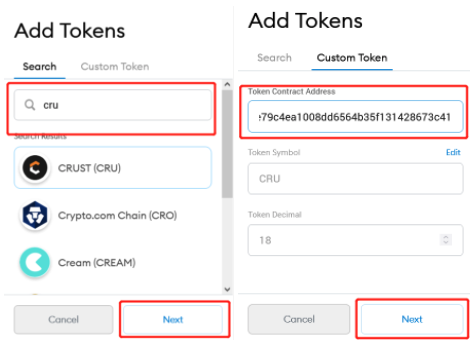 Add Tokens
Search Custom Token
cru
Search Results
CRUST (CRU)
Crypto.com Chain (CRO)
Cream (CREAM)
Cancel Next
Add Tokens
Search Custom Token
Token Contract Address
:79c4ea1008dd6564b35f131428673c41
Token Symbol Edit
CRU
Token Decimal
18
Cancel Next